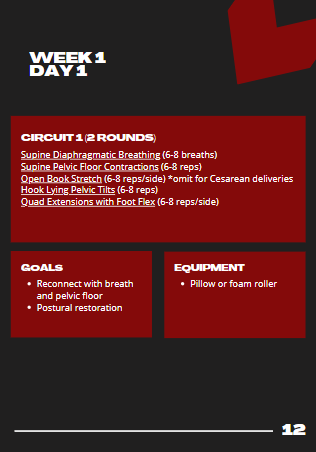 WEEK 1
DAY 1
CIRCUIT 1 (2 ROUNDS)
Supine Diaphragmatic Breathing (6-8 breaths)
Supine Pelvic Floor Contractions (6-8 reps)
Open Book Stretch (6-8 reps/side) *omit for Cesarean deliveries
Hook Lying Pelvic Tilts (6-8 reps)
Quad Extensions with Foot Flex (6-8 reps/side)
GOALS
• Reconnect with breath
and pelvic floor
• Postural restoration
EQUIPMENT
• Pillow or foam roller
12